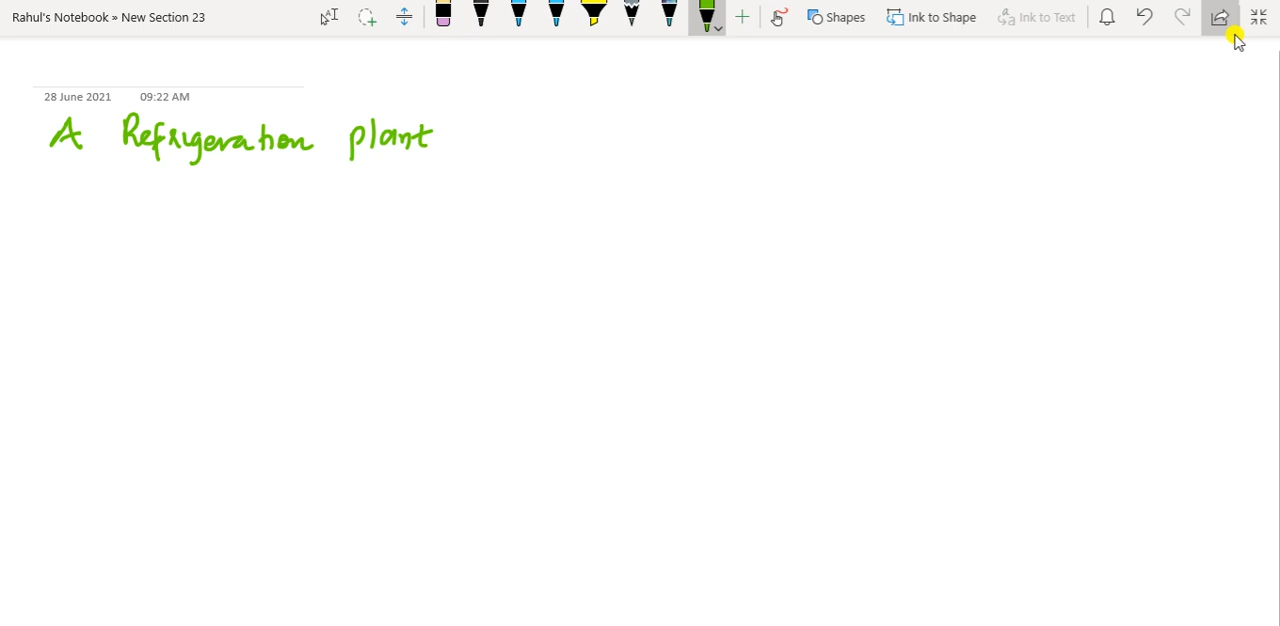 Rahul's Notebook » New Section 23 Shapes Ink to Shape Ink to Text
28 June 2021 09:22 AM
A Refrigeration plant